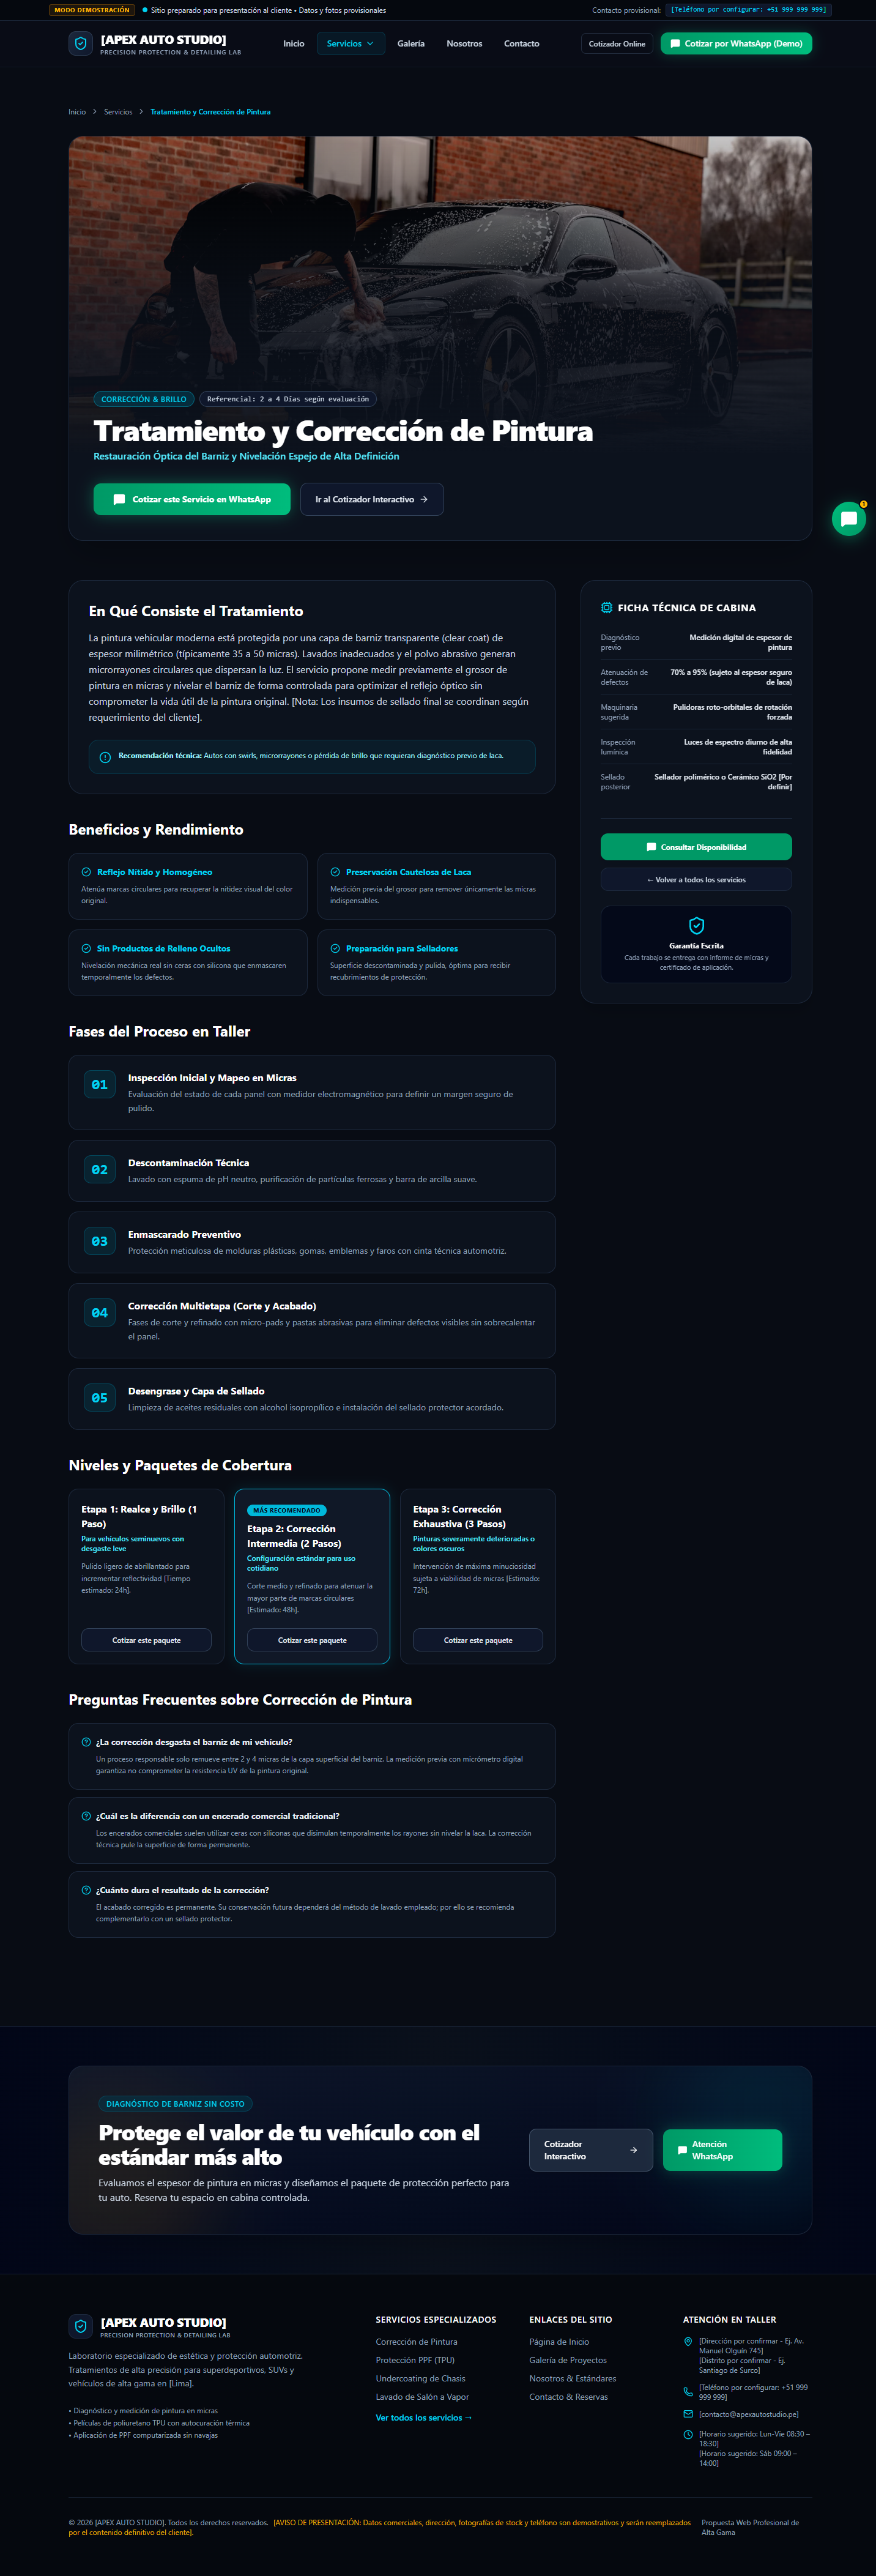 MODO DEMOSTRACIÓN
Sitio preparado para presentación al cliente • Datos y fotos provisionales
Contacto provisional:
[Teléfono por configurar: +51 999 999 999]
[APEX AUTO STUDIO]
PRECISION PROTECTION & DETAILING LAB
Inicio
Servicios
Galería
Nosotros
Contacto
Cotizador Online
Cotizar por WhatsApp (Demo)
Inicio
Servicios
Tratamiento y Corrección de Pintura
CORRECCIÓN & BRILLO
Referencial: 2 a 4 Días según evaluación
Tratamiento y Corrección de Pintura
Restauración Óptica del Barniz y Nivelación Espejo de Alta Definición
Cotizar este Servicio en WhatsApp
Ir al Cotizador Interactivo →
1
En Qué Consiste el Tratamiento
La pintura vehicular moderna está protegida por una capa de barniz transparente (clear coat) de
espesor milimétrico (típicamente 35 a 50 micras). Lavados inadecuados y el polvo abrasivo generan
microrrayones circulares que dispersan la luz. El servicio propone medir previamente el grosor de
pintura en micras y nivelar el barniz de forma controlada para optimizar el reflejo óptico sin
comprometer la vida útil de la pintura original. [Nota: Los insumos de sellado final se coordinan según
requerimiento del cliente].
Recomendación técnica: Autos con swirls, microrrayones o pérdida de brillo que requieran diagnóstico previo de laca.
Beneficios y Rendimiento
Reflejo Nítido y Homogéneo
Atenúa marcas circulares para recuperar la nitidez visual del color
original.
Preservación Cautelosa de Laca
Medición previa del grosor para remover únicamente las micras
indispensables.
Sin Productos de Relleno Ocultos
Nivelación mecánica real sin ceras con silicona que enmascaren
temporalmente los defectos.
Preparación para Selladores
Superficie descontaminada y pulida, óptima para recibir
recubrimientos de protección.
Fases del Proceso en Taller
01
Inspección Inicial y Mapeo en Micras
Evaluación del estado de cada panel con medidor electromagnético para definir un margen seguro de
pulido.
02
Descontaminación Técnica
Lavado con espuma de pH neutro, purificación de partículas ferrosas y barra de arcilla suave.
03
Enmascarado Preventivo
Protección meticulosa de molduras plásticas, gomas, emblemas y faros con cinta técnica automotriz.
04
Corrección Multietapa (Corte y Acabado)
Fases de corte y refinado con micro-pads y pastas abrasivas para eliminar defectos visibles sin sobrecalentar
el panel.
05
Desengrase y Capa de Sellado
Limpieza de aceites residuales con alcohol isopropílico e instalación del sellado protector acordado.
Niveles y Paquetes de Cobertura
Etapa 1: Realce y Brillo (1
Paso)
Para vehículos seminuevos con
desgaste leve
Pulido ligero de abrillantado para
incrementar reflectividad [Tiempo
estimado: 24h].
Cotizar este paquete
MÁS RECOMENDADO
Etapa 2: Corrección
Intermedia (2 Pasos)
Configuración estándar para uso
cotidiano
Corte medio y refinado para atenuar la
mayor parte de marcas circulares
[Estimado: 48h].
Cotizar este paquete
Etapa 3: Corrección
Exhaustiva (3 Pasos)
Pinturas severamente deterioradas o
colores oscuros
Intervención de máxima minuciosidad
sujeta a viabilidad de micras [Estimado:
72h].
Cotizar este paquete
Preguntas Frecuentes sobre Corrección de Pintura
¿La corrección desgasta el barniz de mi vehículo?
Un proceso responsable solo remueve entre 2 y 4 micras de la capa superficial del barniz. La medición previa con micrómetro digital
garantiza no comprometer la resistencia UV de la pintura original.
¿Cuál es la diferencia con un encerado comercial tradicional?
Los encerados comerciales suelen utilizar ceras con siliconas que disimulan temporalmente los rayones sin nivelar la laca. La corrección
técnica pule la superficie de forma permanente.
¿Cuánto dura el resultado de la corrección?
El acabado corregido es permanente. Su conservación futura dependerá del método de lavado empleado; por ello se recomienda
complementarlo con un sellado protector.
FICHA TÉCNICA DE CABINA
Diagnóstico
previo
Medición digital de espesor de
pintura
Atenuación de
defectos
70% a 95% (sujeto al espesor seguro
de laca)
Maquinaria
sugerida
Pulidoras roto-orbitales de rotación
forzada
Inspección
lumínica
Luces de espectro diurno de alta
fidelidad
Sellado
posterior
Sellador polimérico o Cerámico SiO2 [Por
definir]
Consultar Disponibilidad
← Volver a todos los servicios
Garantía Escrita
Cada trabajo se entrega con informe de micras y
certificado de aplicación.
DIAGNÓSTICO DE BARNIZ SIN COSTO
Protege el valor de tu vehículo con el
estándar más alto
Evaluamos el espesor de pintura en micras y diseñamos el paquete de protección perfecto para
tu auto. Reserva tu espacio en cabina controlada.
Cotizador
Interactivo →
Atención
WhatsApp
[APEX AUTO STUDIO]
PRECISION PROTECTION & DETAILING LAB
Laboratorio especializado de estética y protección automotriz.
Tratamientos de alta precisión para superdeportivos, SUVs y
vehículos de alta gama en [Lima].
• Diagnóstico y medición de pintura en micras
• Películas de poliuretano TPU con autocuración térmica
• Aplicación de PPF computarizada sin navajas
SERVICIOS ESPECIALIZADOS
Corrección de Pintura
Protección PPF (TPU)
Undercoating de Chasis
Lavado de Salón a Vapor
Ver todos los servicios →
ENLACES DEL SITIO
Página de Inicio
Galería de Proyectos
Nosotros & Estándares
Contacto & Reservas
ATENCIÓN EN TALLER
[Dirección por confirmar - Ej. Av.
Manuel Olguín 745]
[Distrito por confirmar - Ej.
Santiago de Surco]
[Teléfono por configurar: +51 999
999 999]
[contacto@apexautostudio.pe]
[Horario sugerido: Lun-Vie 08:30 –
18:30]
[Horario sugerido: Sáb 09:00 –
14:00]
© 2026 [APEX AUTO STUDIO]. Todos los derechos reservados. [AVISO DE PRESENTACIÓN: Datos comerciales, dirección, fotografías de stock y teléfono son demostrativos y serán reemplazados
por el contenido definitivo del cliente].
Propuesta Web Profesional de
Alta Gama